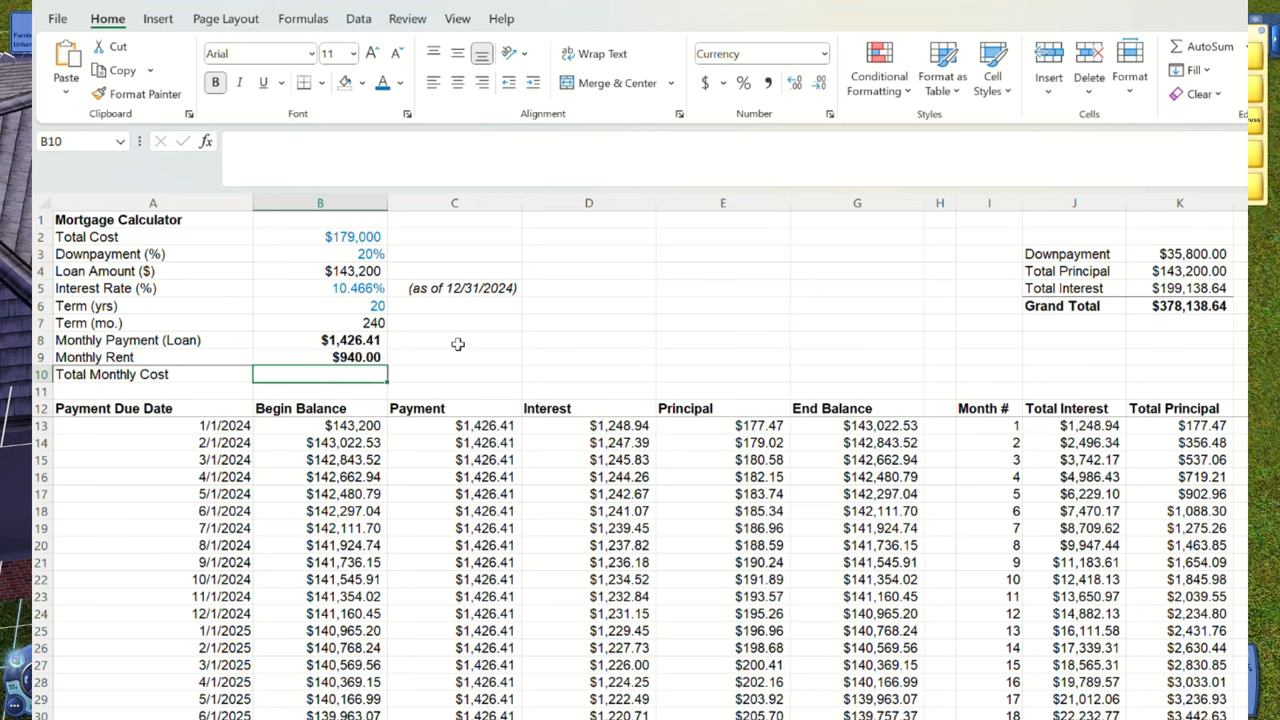 File Home Insert Page Layout Formulas Data Review View Help
Cut
Copy
Format Painter
Paste
Arial 11
B I U
Wrap Text
Merge & Center
Currency
$ %
Conditional Formatting
Format as Table
Cell Styles
Insert Delete Format
AutoSum
Fill
Clear
Clipboard Font Alignment Number Styles Cells
B10 fx
A B C D E G H I J K
1 Mortgage Calculator
2 Total Cost $179,000
3 Downpayment (%) 20% Downpayment $35,800.00
4 Loan Amount ($) $143,200 Total Principal $143,200.00
5 Interest Rate (%) 10.466% (as of 12/31/2024) Total Interest $199,138.64
6 Term (yrs) 20 Grand Total $378,138.64
7 Term (mo.) 240
8 Monthly Payment (Loan) $1,426.41
9 Monthly Rent $940.00
10 Total Monthly Cost
11
12 Payment Due Date Begin Balance Payment Interest Principal End Balance Month # Total Interest Total Principal
13 1/1/2024 $143,200 $1,426.41 $1,248.94 $177.47 $143,022.53 1 $1,248.94 $177.47
14 2/1/2024 $143,022.53 $1,426.41 $1,247.39 $179.02 $142,843.52 2 $2,496.34 $356.48
15 3/1/2024 $142,843.52 $1,426.41 $1,245.83 $180.58 $142,662.94 3 $3,742.17 $537.06
16 4/1/2024 $142,662.94 $1,426.41 $1,244.26 $182.15 $142,480.79 4 $4,986.43 $719.21
17 5/1/2024 $142,480.79 $1,426.41 $1,242.67 $183.74 $142,297.04 5 $6,229.10 $902.96
18 6/1/2024 $142,297.04 $1,426.41 $1,241.07 $185.34 $142,111.70 6 $7,470.17 $1,088.30
19 7/1/2024 $142,111.70 $1,426.41 $1,239.45 $186.96 $141,924.74 7 $8,709.62 $1,275.26
20 8/1/2024 $141,924.74 $1,426.41 $1,237.82 $188.59 $141,736.15 8 $9,947.44 $1,463.85
21 9/1/2024 $141,736.15 $1,426.41 $1,236.18 $190.24 $141,545.91 9 $11,183.61 $1,654.09
22 10/1/2024 $141,545.91 $1,426.41 $1,234.52 $191.89 $141,354.02 10 $12,418.13 $1,845.98
23 11/1/2024 $141,354.02 $1,426.41 $1,232.84 $193.57 $141,160.45 11 $13,650.97 $2,039.55
24 12/1/2024 $141,160.45 $1,426.41 $1,231.15 $195.26 $140,965.20 12 $14,882.13 $2,234.80
25 1/1/2025 $140,965.20 $1,426.41 $1,229.45 $196.96 $140,768.24 13 $16,111.58 $2,431.76
26 2/1/2025 $140,768.24 $1,426.41 $1,227.73 $198.68 $140,569.56 14 $17,339.31 $2,630.44
27 3/1/2025 $140,569.56 $1,426.41 $1,226.00 $200.41 $140,369.15 15 $18,565.31 $2,830.85
28 4/1/2025 $140,369.15 $1,426.41 $1,224.25 $202.16 $140,166.99 16 $19,789.57 $3,033.01
29 5/1/2025 $140,166.99 $1,426.41 $1,222.49 $203.92 $139,963.07 17 $21,012.06 $3,236.93
30 6/1/2025 $139,963.07 $1,426.41 $1,220.71 $205.70 $139,757.37 18 $22,232.77 $3,442.63